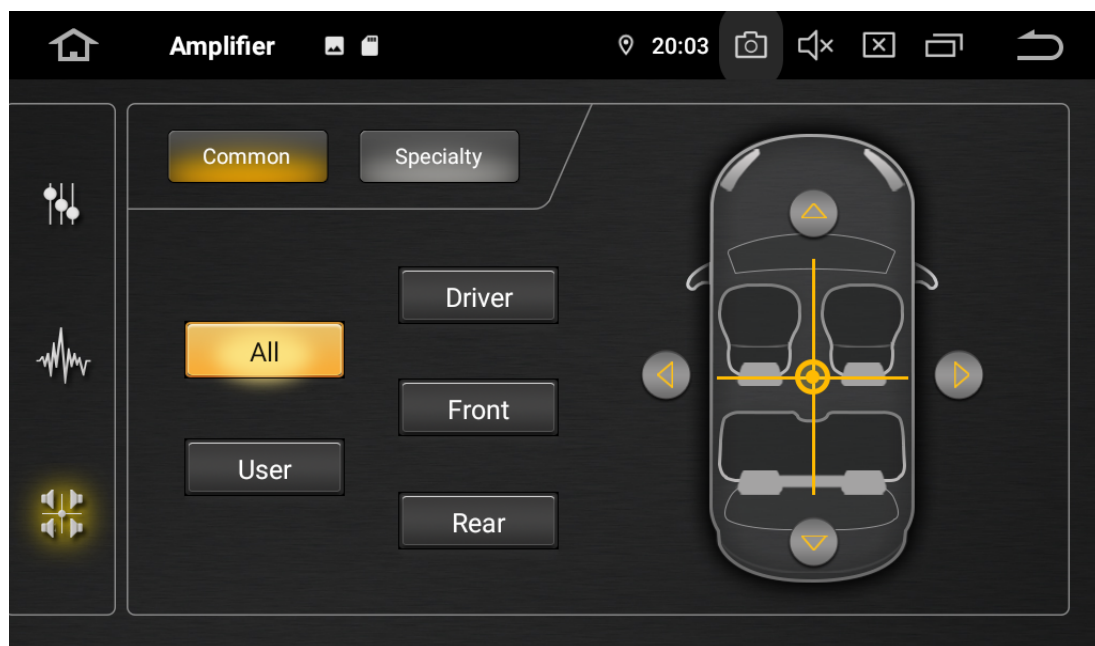 Amplifier
20:03
Common
Specialty
Driver
All
Front
User
Rear